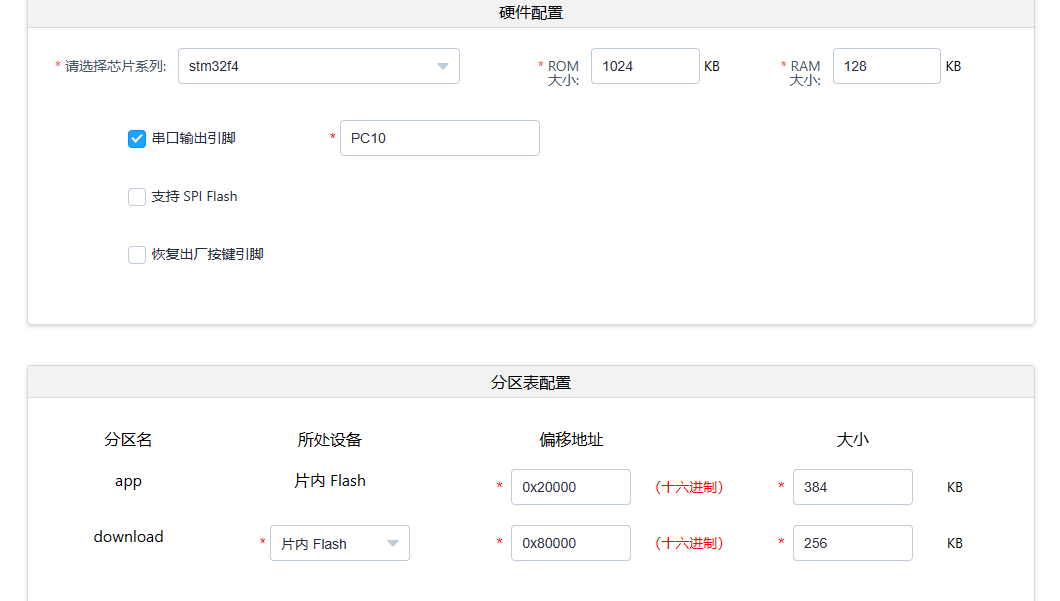 硬件配置
* 请选择芯片系列: stm32f4 * ROM 大小: 1024 KB * RAM 大小: 128 KB
串口输出引脚 * PC10
支持 SPI Flash
恢复出厂按键引脚
分区表配置
分区名 所处设备 偏移地址 大小
app 片内 Flash * 0x20000 (十六进制) * 384 KB
download * 片内 Flash * 0x80000 (十六进制) * 256 KB